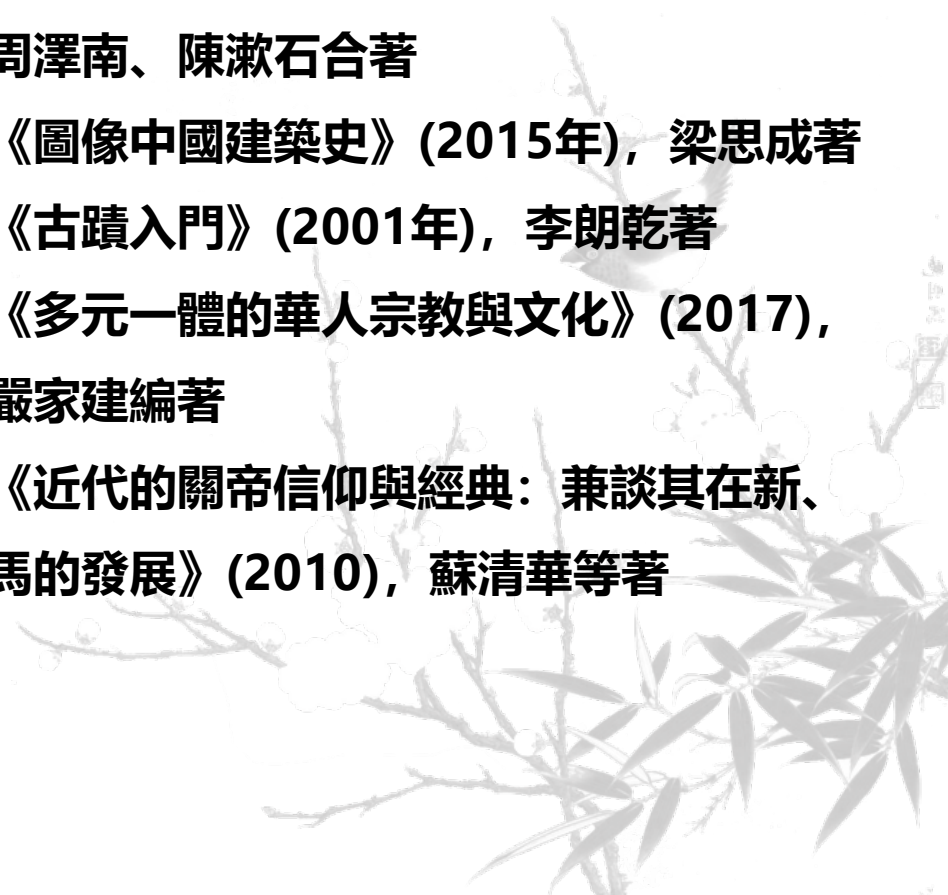 周澤南、陳漱石合著
《圖像中國建築史》(2015年)，梁思成著
《古蹟入門》(2001年)，李朗乾著
《多元一體的華人宗教與文化》(2017)，
嚴家建編著
《近代的關帝信仰與經典：兼談其在新、
馬的發展》(2010)，蘇清華等著